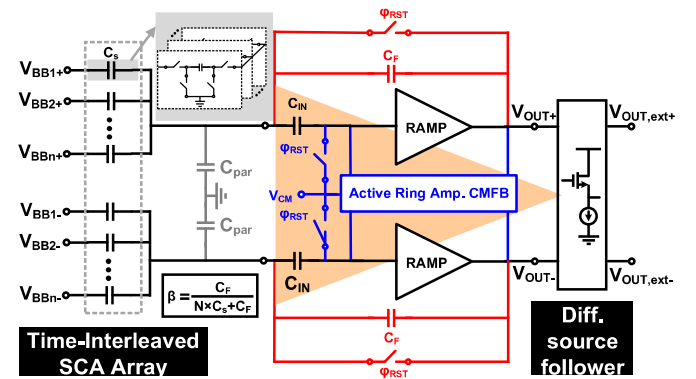 φRST
Cs
CF
VBB1+
VBB2+
VBBn+
CIN
RAMP
VOUT+
VOUT,ext+
φRST
Cpar
VCM
Active Ring Amp. CMFB
Cpar
φRST
VBB1-
VBB2-
VBBn-
CIN
RAMP
VOUT-
VOUT,ext-
β = CF
N×Cs+CF
CF
φRST
Time-Interleaved
SCA Array
Diff.
source
follower